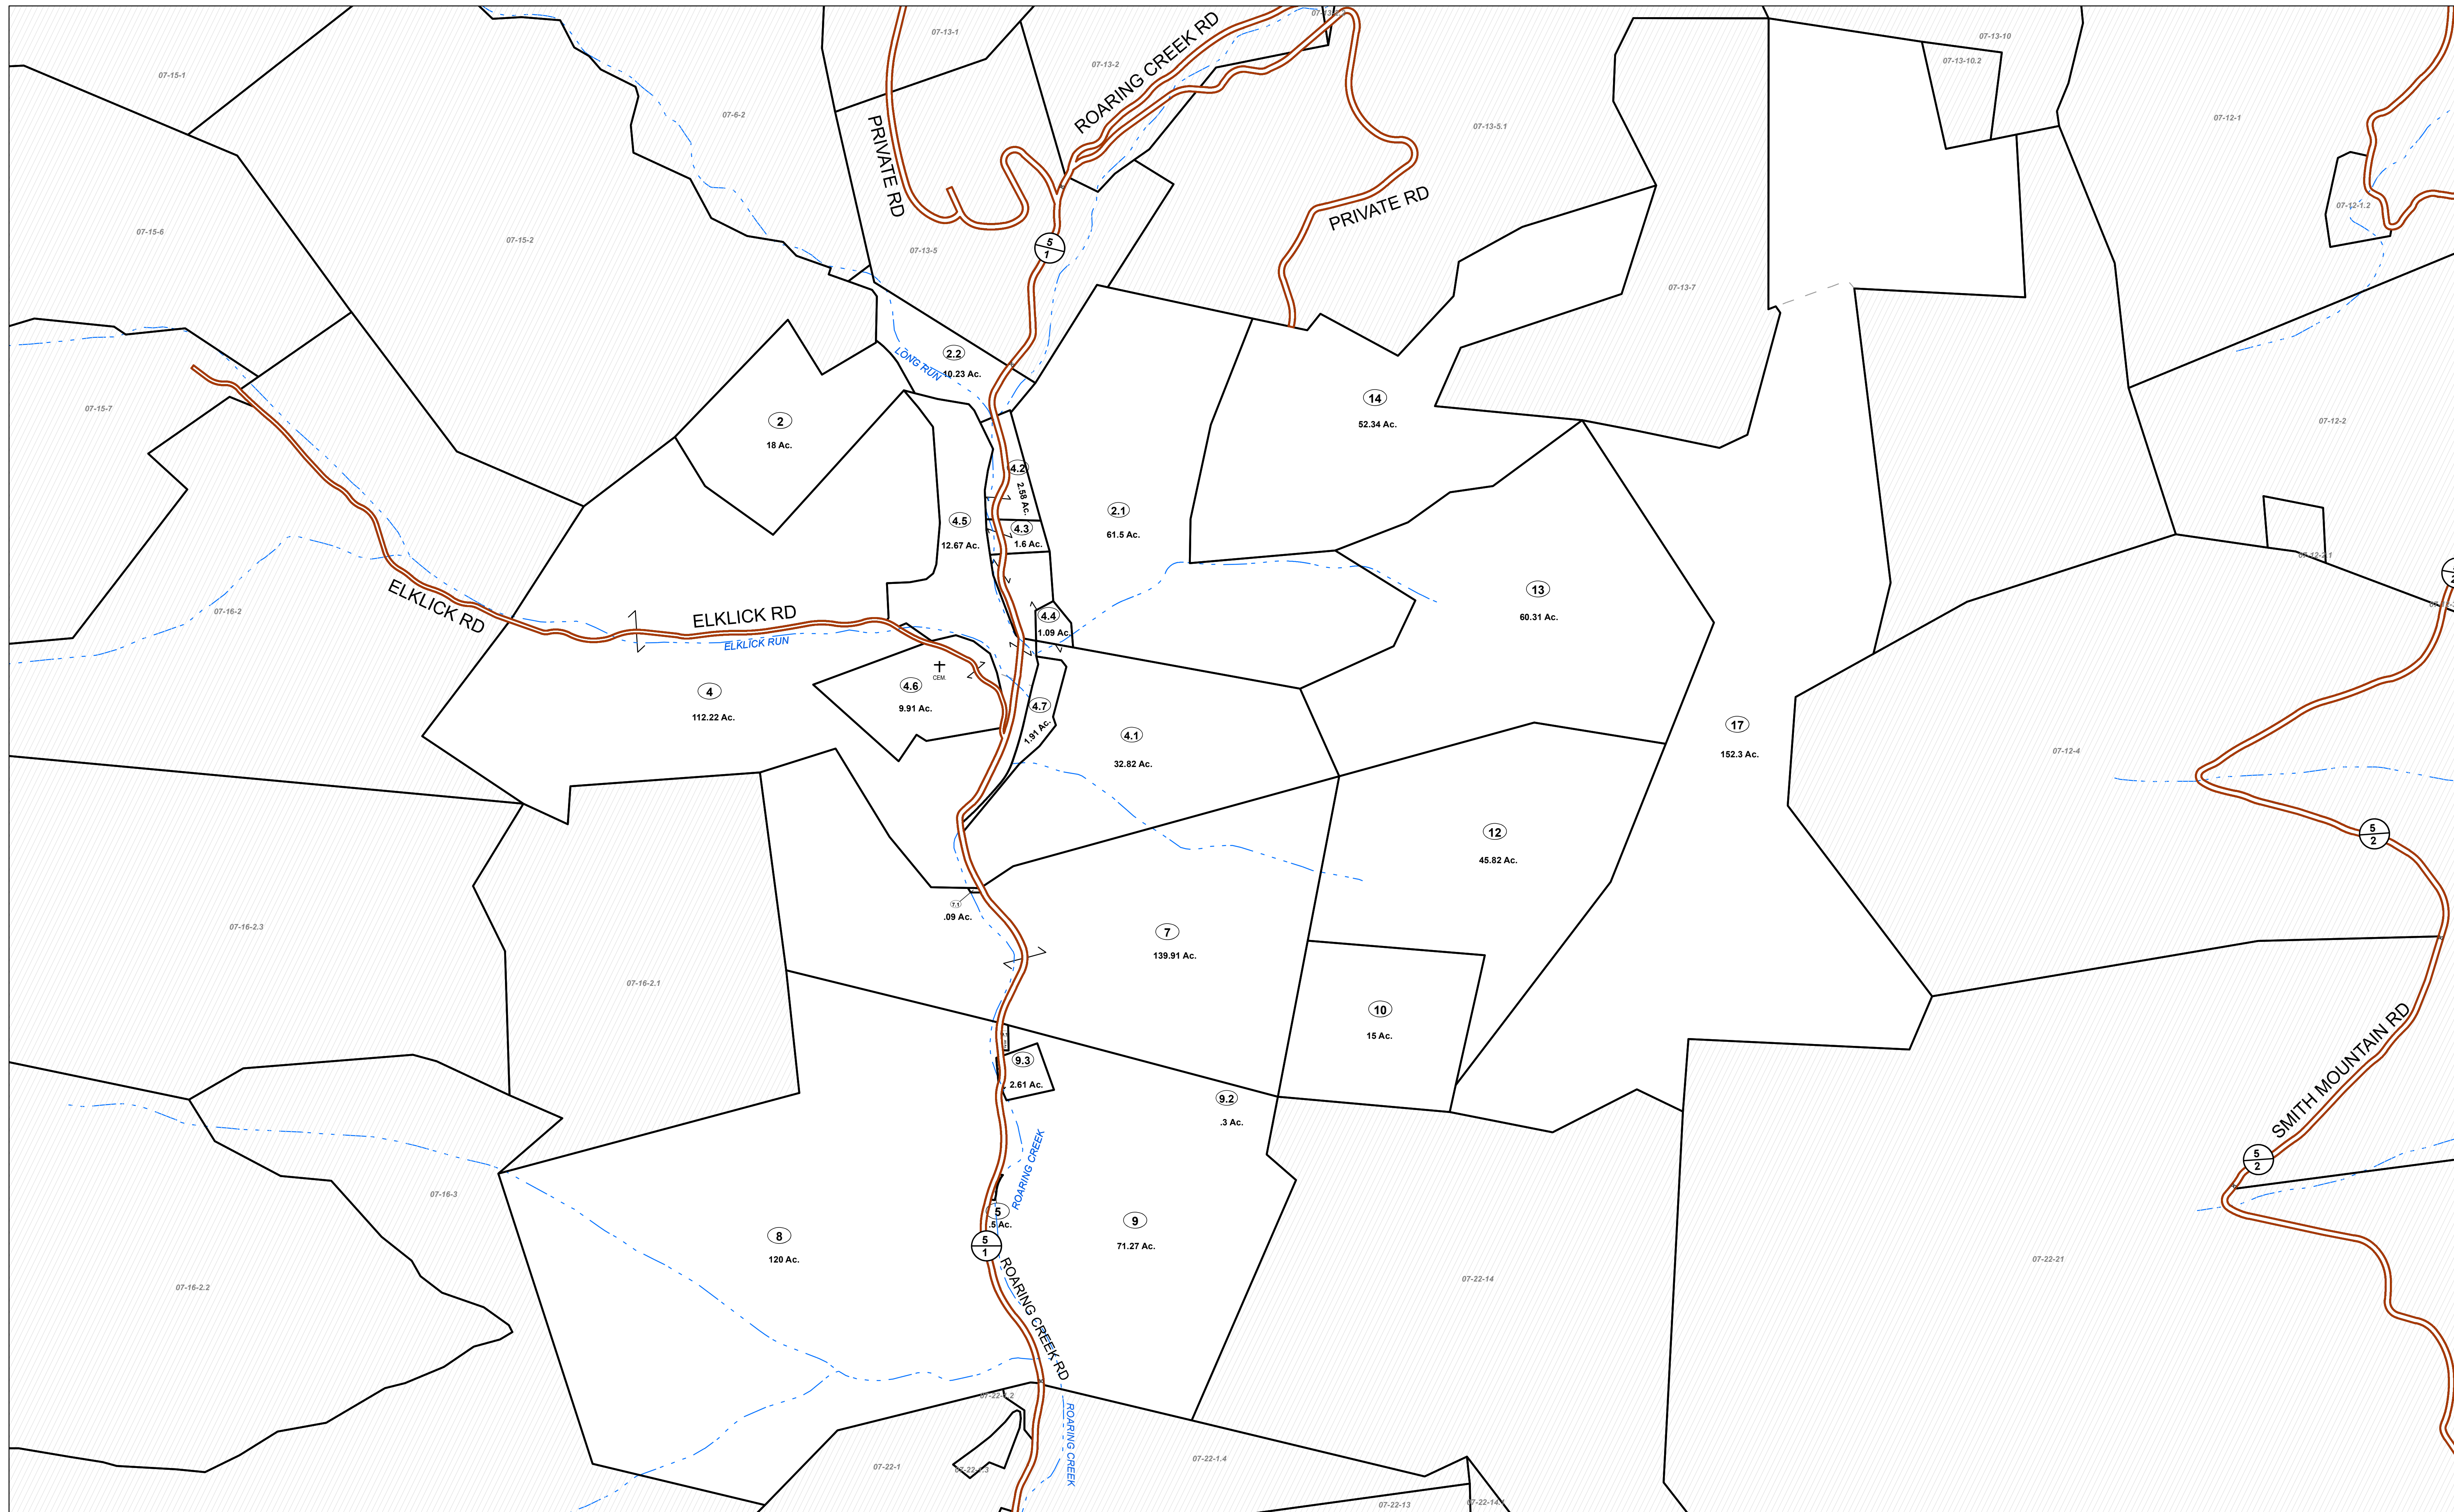 07-13-1
07-13-2
07-13-10
07-13-10.2
07-15-1
07-6-2
07-12-1
07-13-5.1
ROARING CREEK RD
PRIVATE RD
PRIVATE RD
07-12-1.2
07-15-6
07-15-2
07-13-5
5
1
07-13-7
2.2
10.23 Ac.
LONG RUN
07-15-7
2
18 Ac.
14
52.34 Ac.
07-12-2
4.2
2.58 Ac.
4.5
12.67 Ac.
4.3
1.6 Ac.
2.1
61.5 Ac.
07-12-2.1
13
60.31 Ac.
07-16-2
ELKLICK RD
ELKLICK RD
ELKLICK RUN
4.4
1.09 Ac.
CEM.
4
112.22 Ac.
4.6
9.91 Ac.
4.7
1.91 Ac.
4.1
32.82 Ac.
17
152.3 Ac.
07-12-4
12
45.82 Ac.
5
2
7.1
.09 Ac.
07-16-2.3
7
139.91 Ac.
07-16-2.1
10
15 Ac.
9.3
2.61 Ac.
9.2
.3 Ac.
SMITH MOUNTAIN RD
5
2
ROARING CREEK
07-16-3
5
.5 Ac.
9
71.27 Ac.
8
120 Ac.
5
1
07-16-2.2
07-22-14
07-22-21
ROARING CREEK RD
ROARING CREEK
07-22-1
07-22-1.4
07-22-13